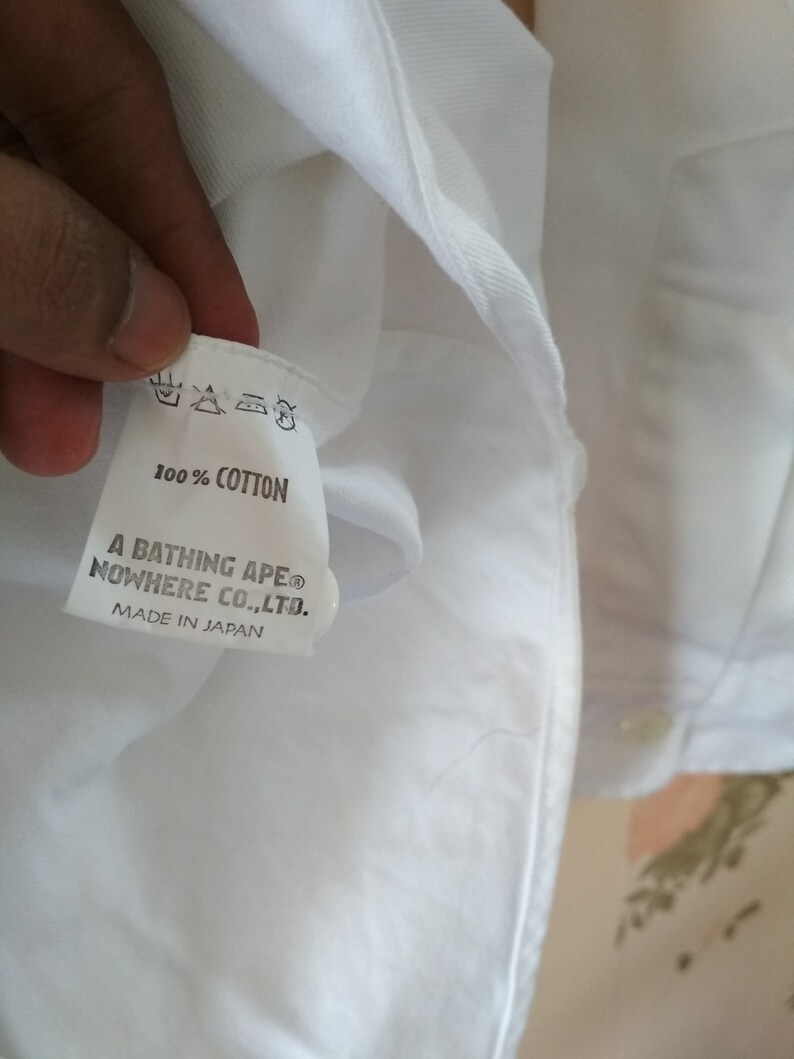 100% COTTON
A BATHING APE®
NOWHERE CO.,LTD.
MADE IN JAPAN